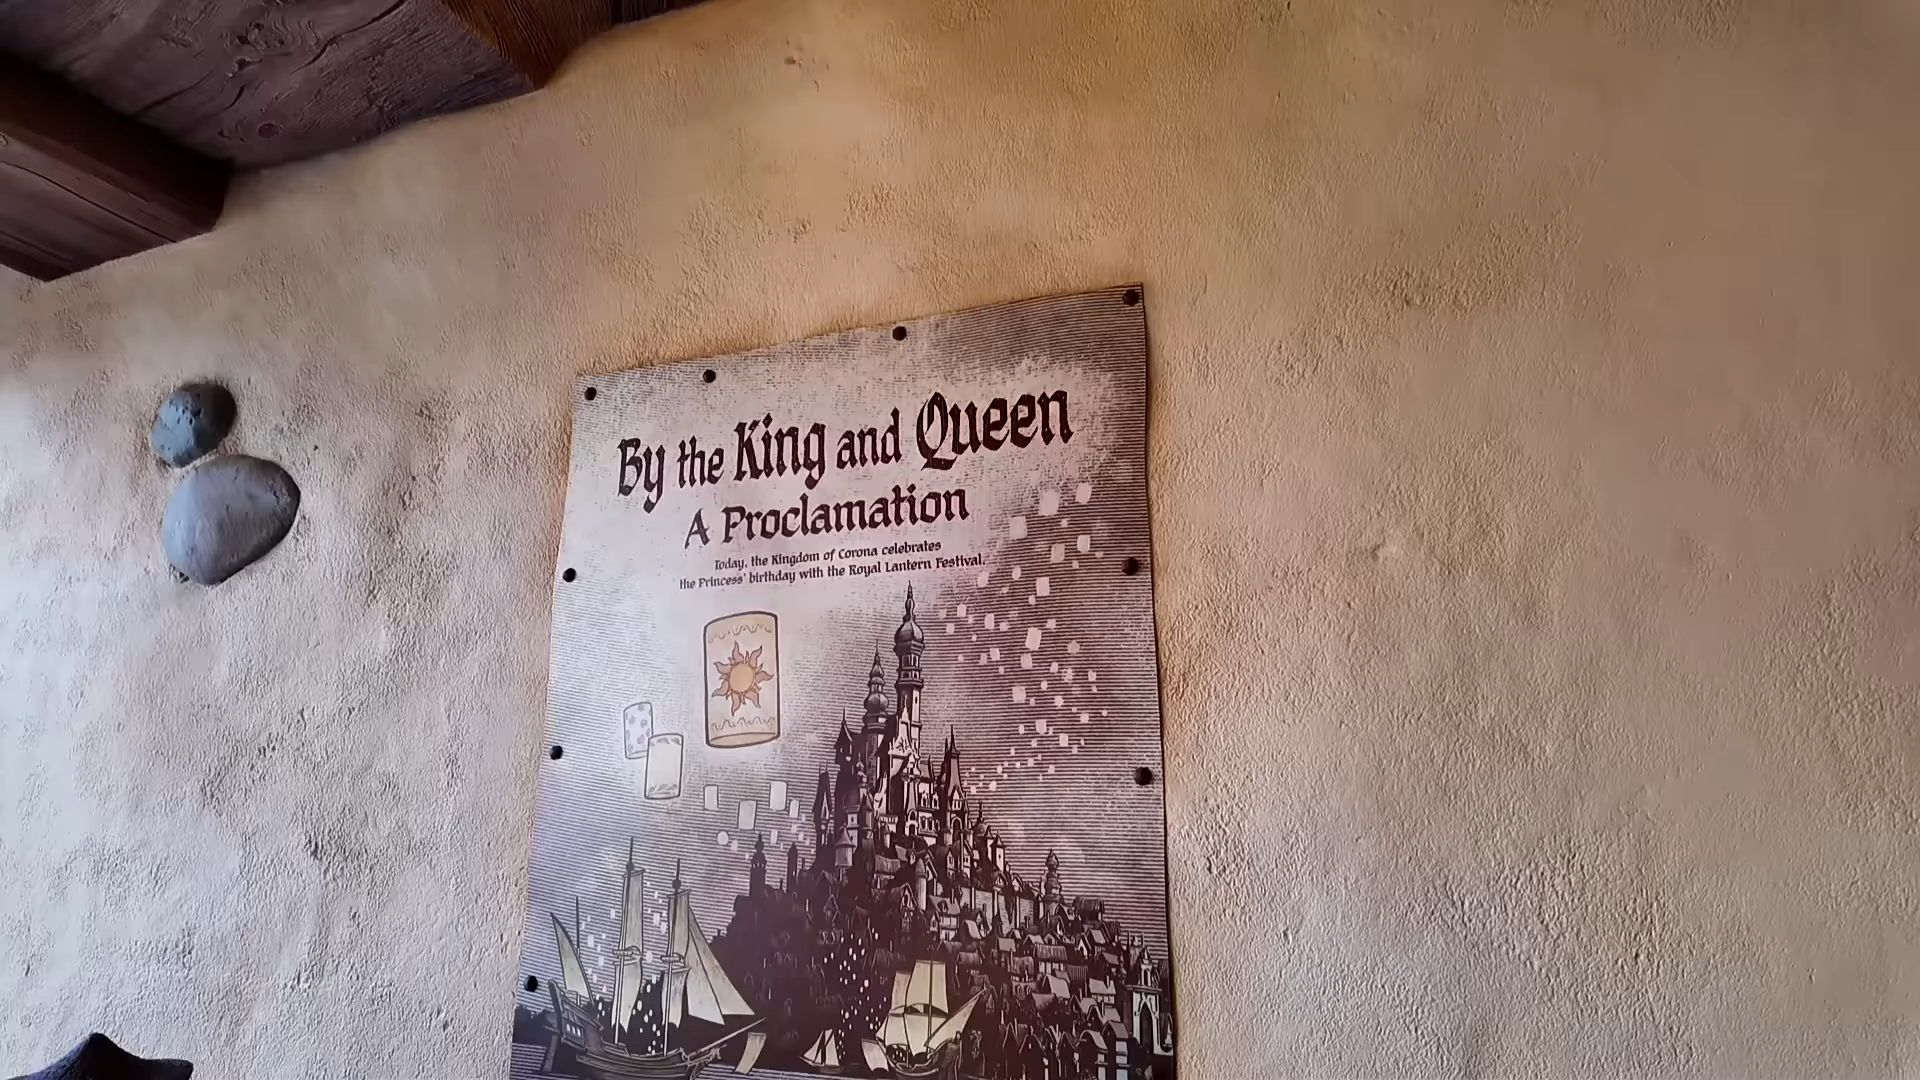 By the King and Queen
A Proclamation
Today, the Kingdom of Corona celebrates
the Princess' birthday with the Royal Lantern Festival.